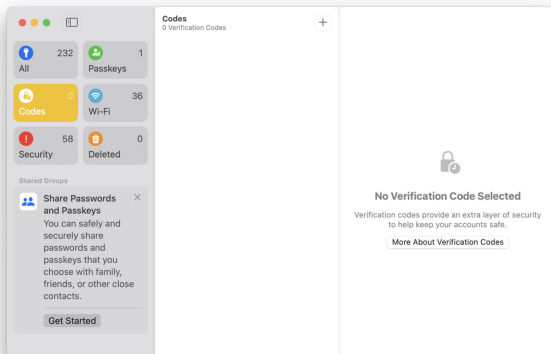 232
All
1
Passkeys
0
Codes
36
Wi-Fi
58
Security
0
Deleted
Shared Groups
Share Passwords
and Passkeys
You can safely and
securely share
passwords and
passkeys that you
choose with family,
friends, or other close
contacts.
Get Started
Codes
0 Verification Codes
No Verification Code Selected
Verification codes provide an extra layer of security
to help keep your accounts safe.
More About Verification Codes